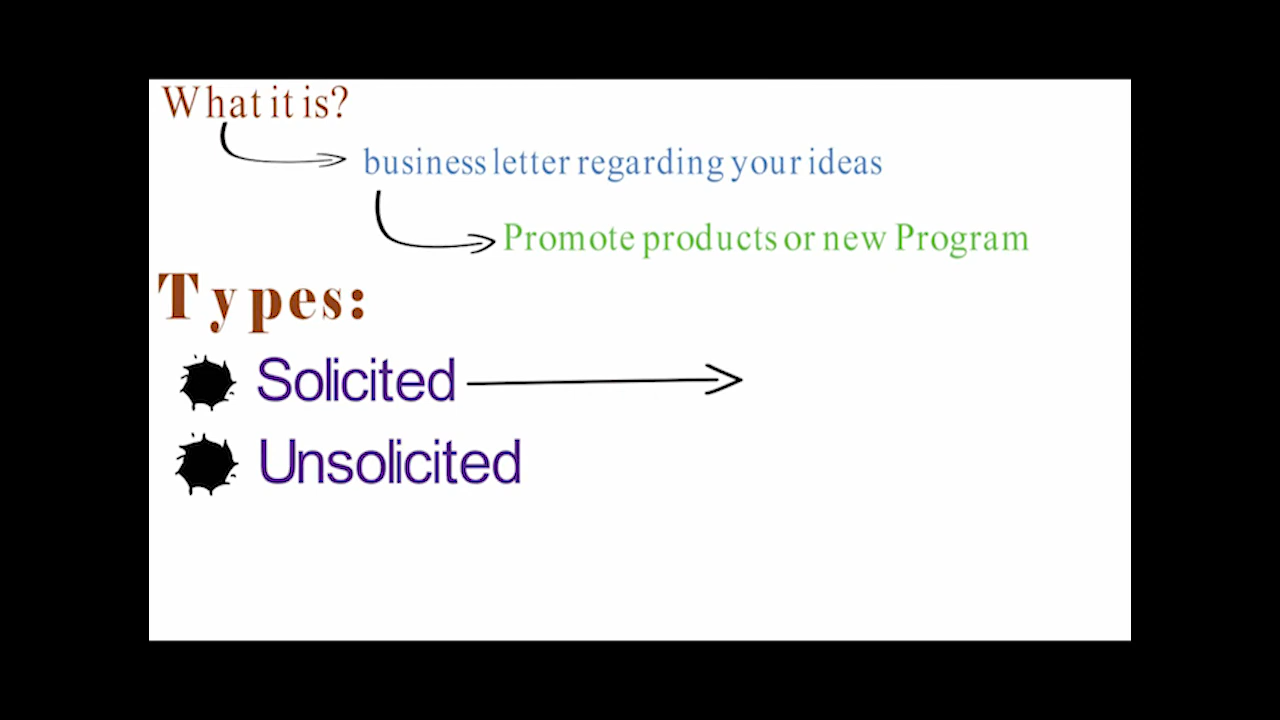 What it is?
business letter regarding your ideas
Promote products or new Program
Types:
Solicited
Unsolicited